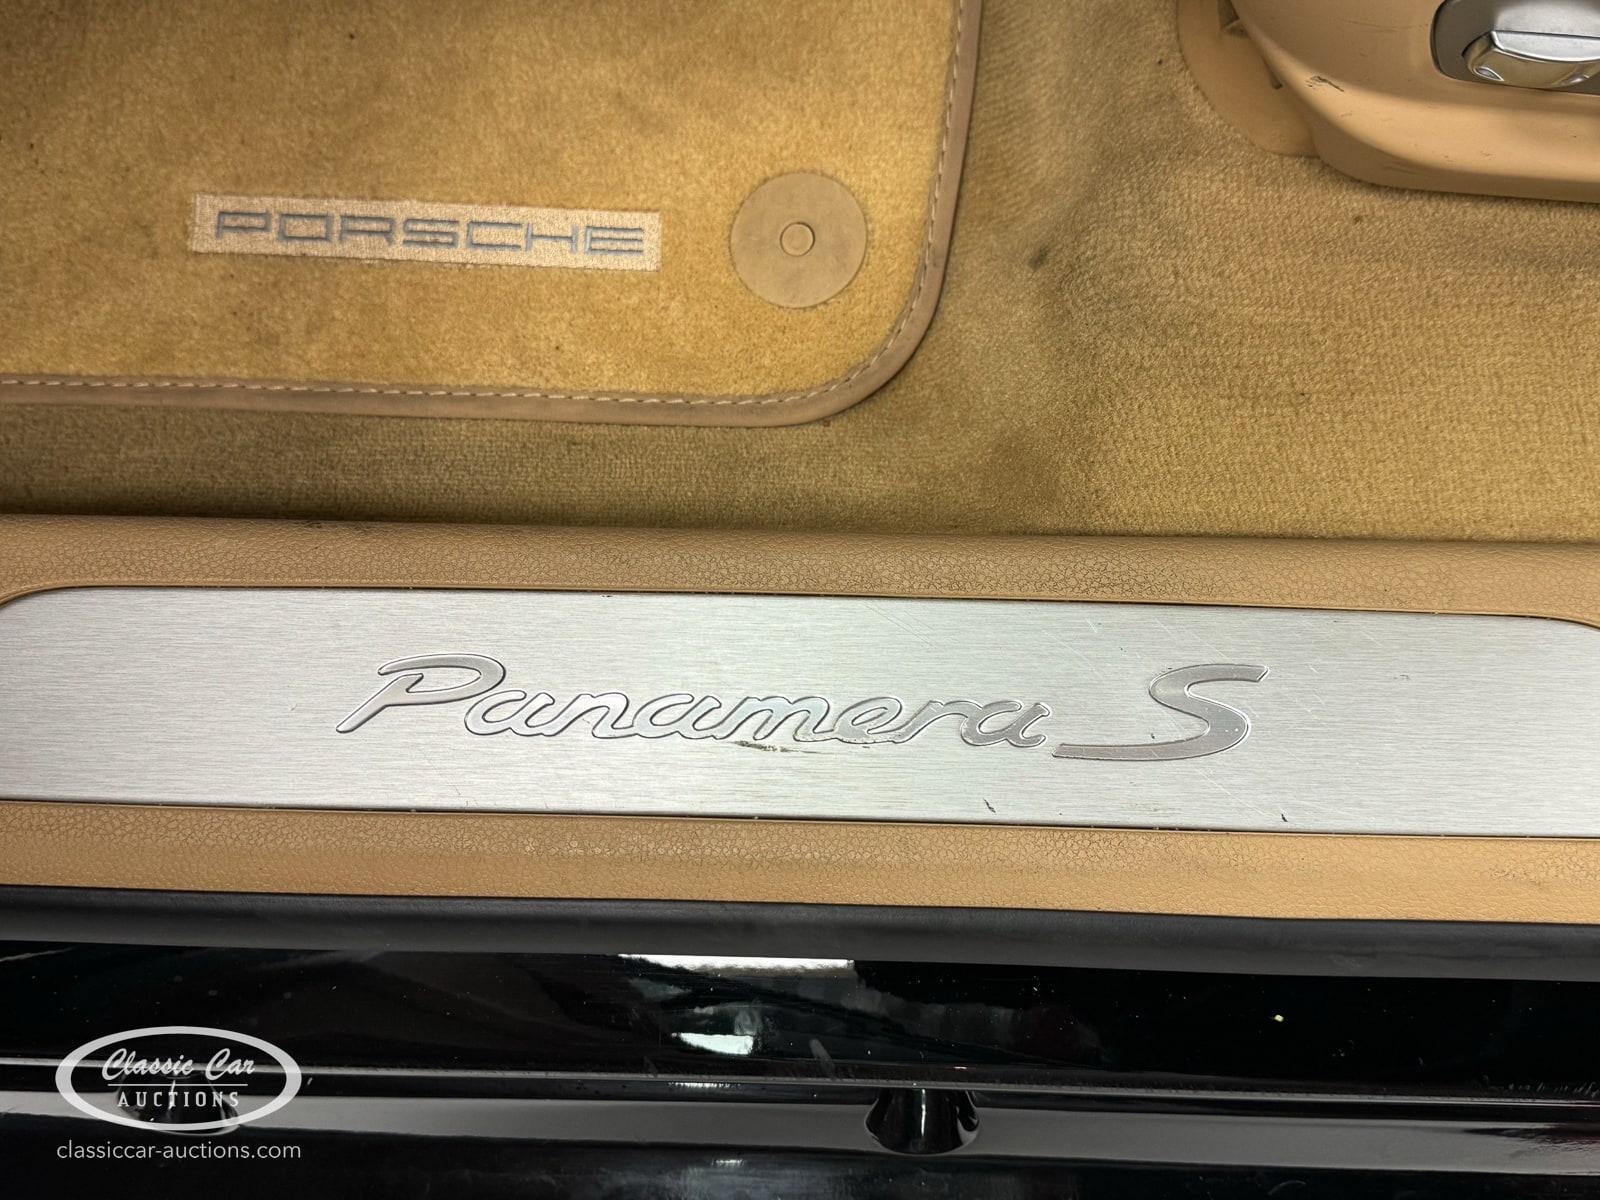 PORSCHE
Panamera S
Classic Car
AUCTIONS
classiccar-auctions.com